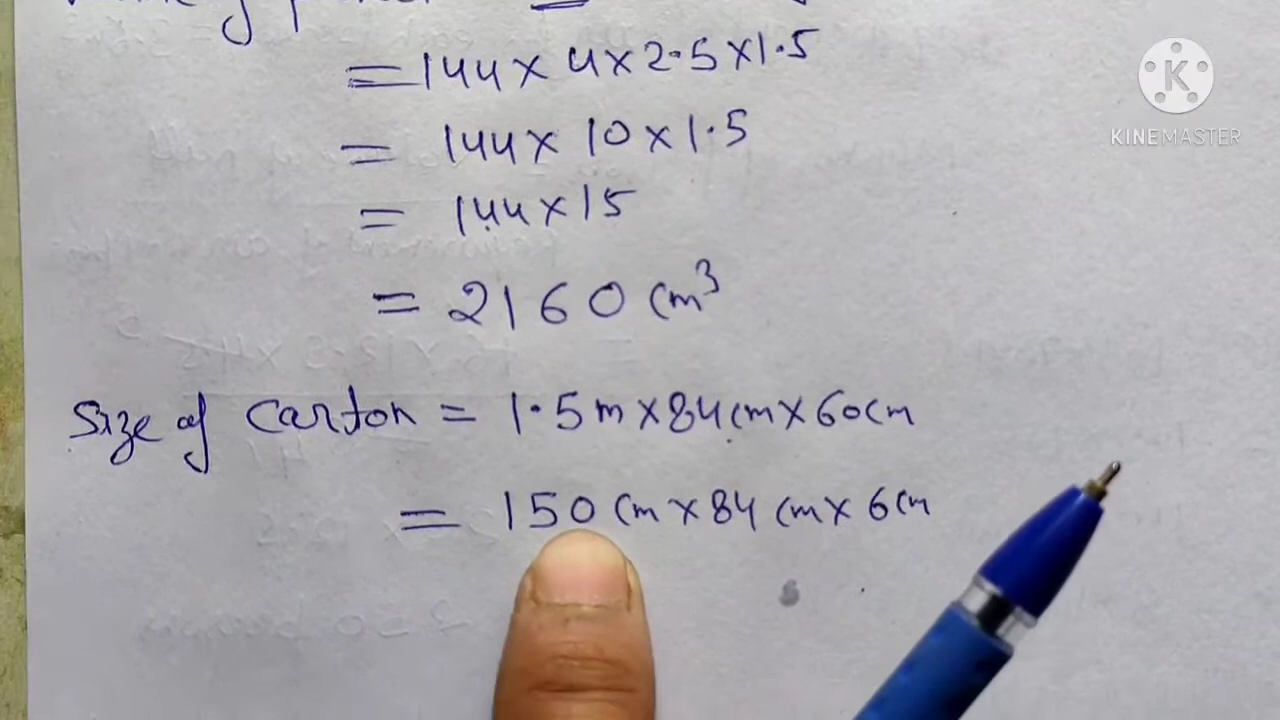 = 144 × 4 × 2.5 × 1.5
= 144 × 10 × 1.5
= 144 × 15
= 2160 cm³
Size of carton = 1.5 m × 84 cm × 60 cm
= 150 cm × 84 cm × 6 cm
KINEMASTER